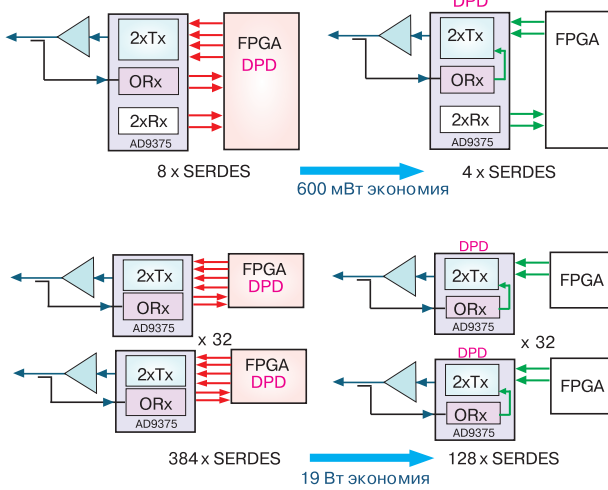 DPD
2xTx
ORx
2xRx
AD9375
FPGA
DPD
2xTx
ORx
2xRx
AD9375
FPGA
8 x SERDES
600 мВт экономия
4 x SERDES
2xTx
ORx
AD9375
FPGA
DPD
DPD
2xTx
ORx
AD9375
FPGA
x 32
x 32
2xTx
ORx
AD9375
FPGA
DPD
DPD
2xTx
ORx
AD9375
FPGA
384 x SERDES
19 Вт экономия
128 x SERDES